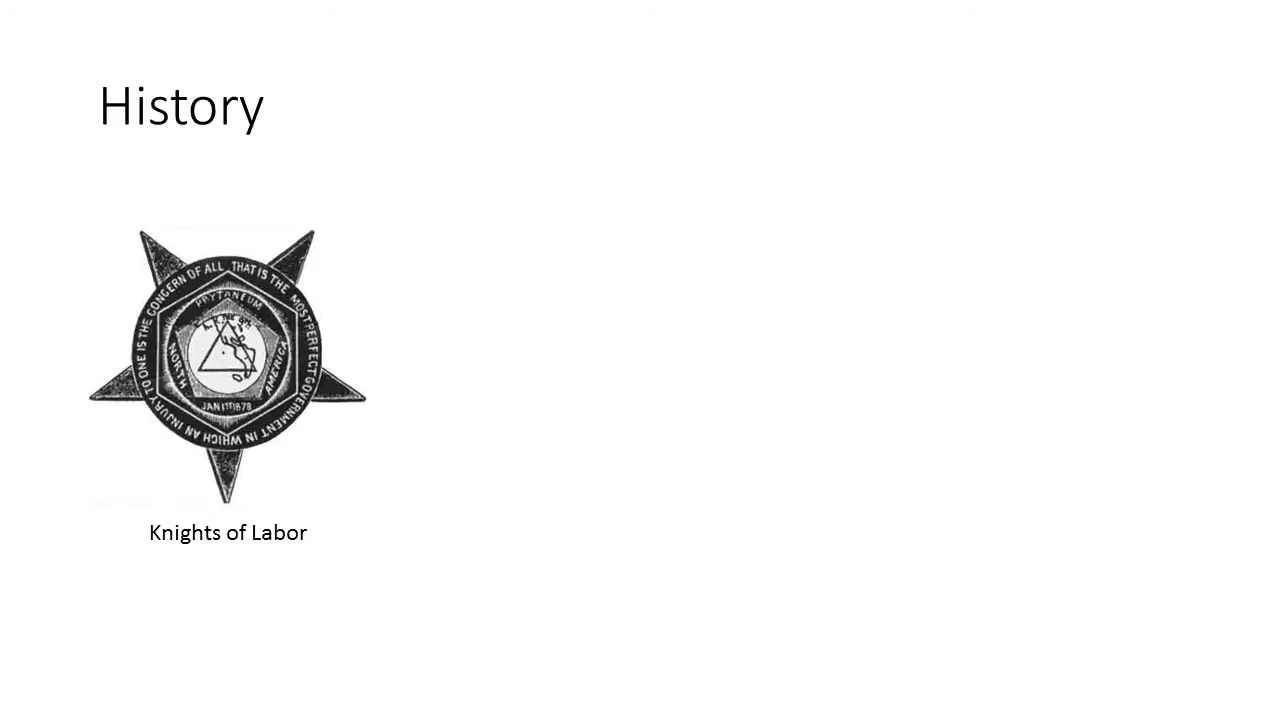 History
THAT IS THE MOST PERFECT GOVERNMENT IN WHICH AN INJURY TO ONE IS THE CONCERN OF ALL
PRYTANEUM
NORTH
AMERICA
JAN 1ST 1878
Knights of Labor